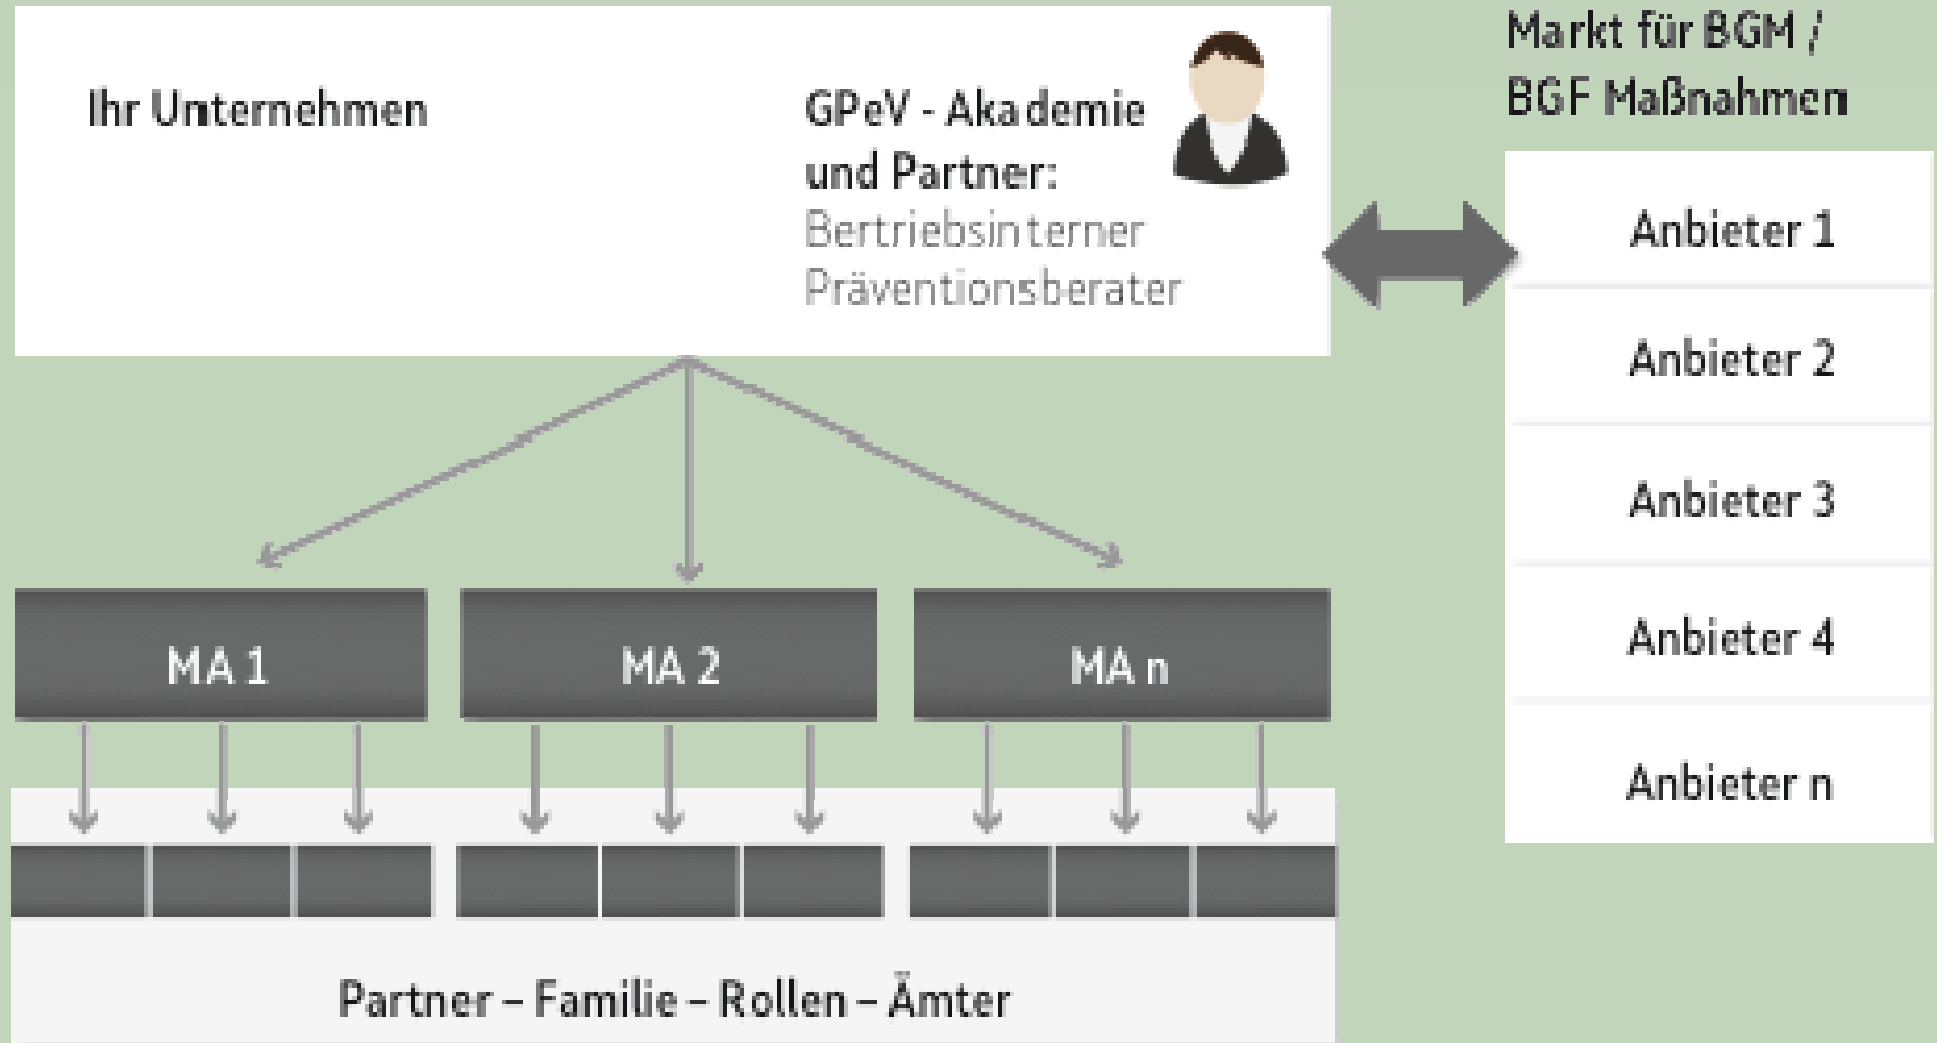 Ihr Unternehmen
GPeV - Akademie
und Partner:
Bertriebsinterner
Präventionsberater
Markt für BGM /
BGF Maßnahmen
Anbieter 1
Anbieter 2
Anbieter 3
Anbieter 4
Anbieter n
MA 1
MA 2
MA n
Partner – Familie – Rollen – Ämter